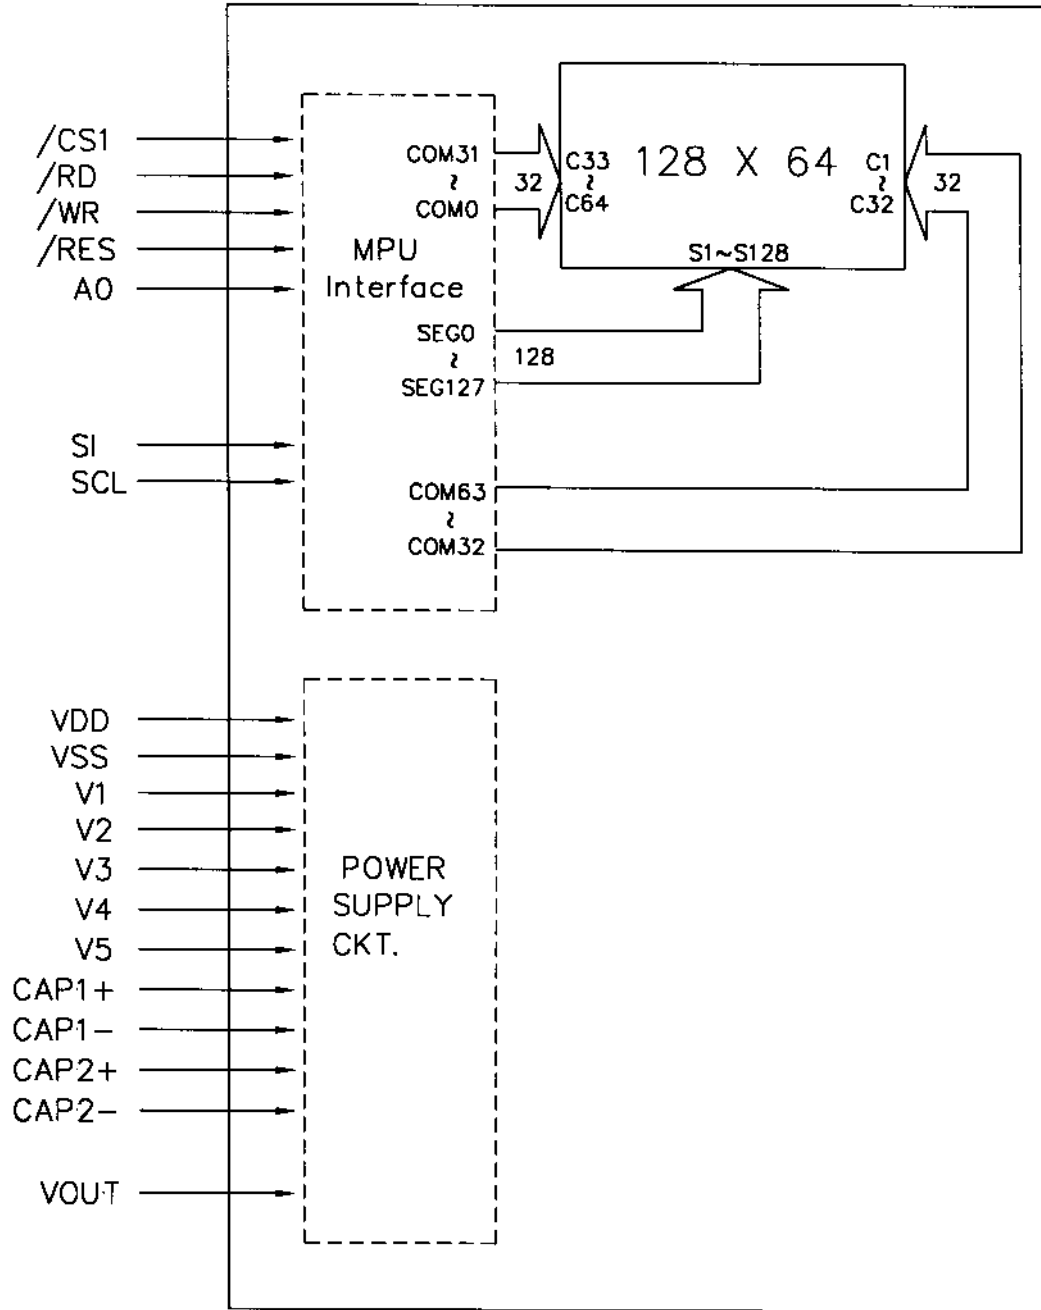 /CS1
/RD
/WR
/RES
A0
SI
SCL
COM31
~
COM0
MPU
Interface
SEG0
~
SEG127
COM63
~
COM32
32
128
C33
~
C64
128 X 64
C1
~
C32
S1~S128
32
VDD
VSS
V1
V2
V3
V4
V5
CAP1+
CAP1-
CAP2+
CAP2-
VOUT
POWER
SUPPLY
CKT.